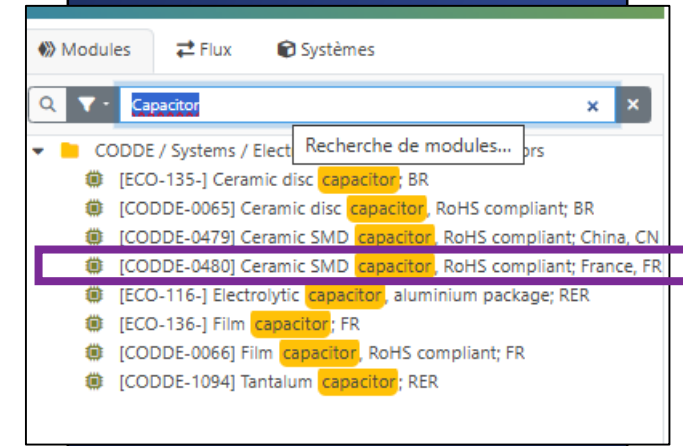 Modules Flux Systèmes
Capacitor
Recherche de modules...
CODDE / Systems / Elect ors
[ECO-135-] Ceramic disc capacitor; BR
[CODDE-0065] Ceramic disc capacitor, RoHS compliant; BR
[CODDE-0479] Ceramic SMD capacitor, RoHS compliant; China, CN
[CODDE-0480] Ceramic SMD capacitor, RoHS compliant; France, FR
[ECO-116-] Electrolytic capacitor, aluminium package; RER
[ECO-136-] Film capacitor; FR
[CODDE-0066] Film capacitor, RoHS compliant; FR
[CODDE-1094] Tantalum capacitor; RER